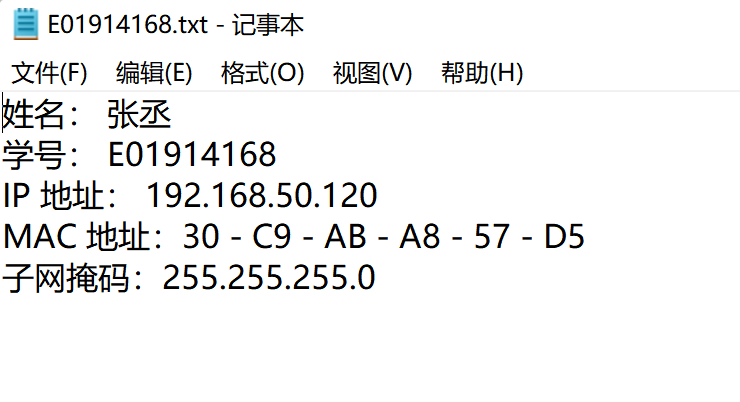 E01914168.txt - 记事本
文件(F) 编辑(E) 格式(O) 视图(V) 帮助(H)
姓名： 张丞
学号： E01914168
IP 地址： 192.168.50.120
MAC 地址：30 - C9 - AB - A8 - 57 - D5
子网掩码：255.255.255.0